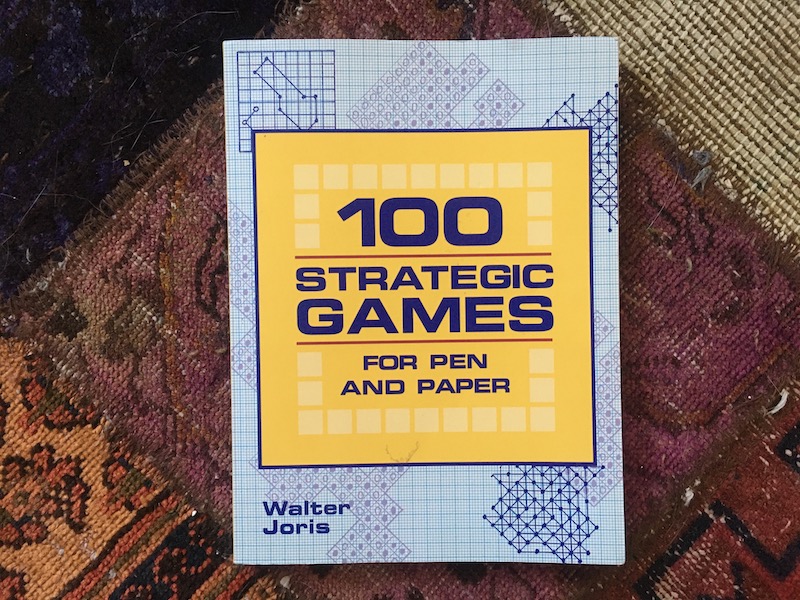 100
STRATEGIC
GAMES
FOR PEN
AND PAPER
Walter
Joris